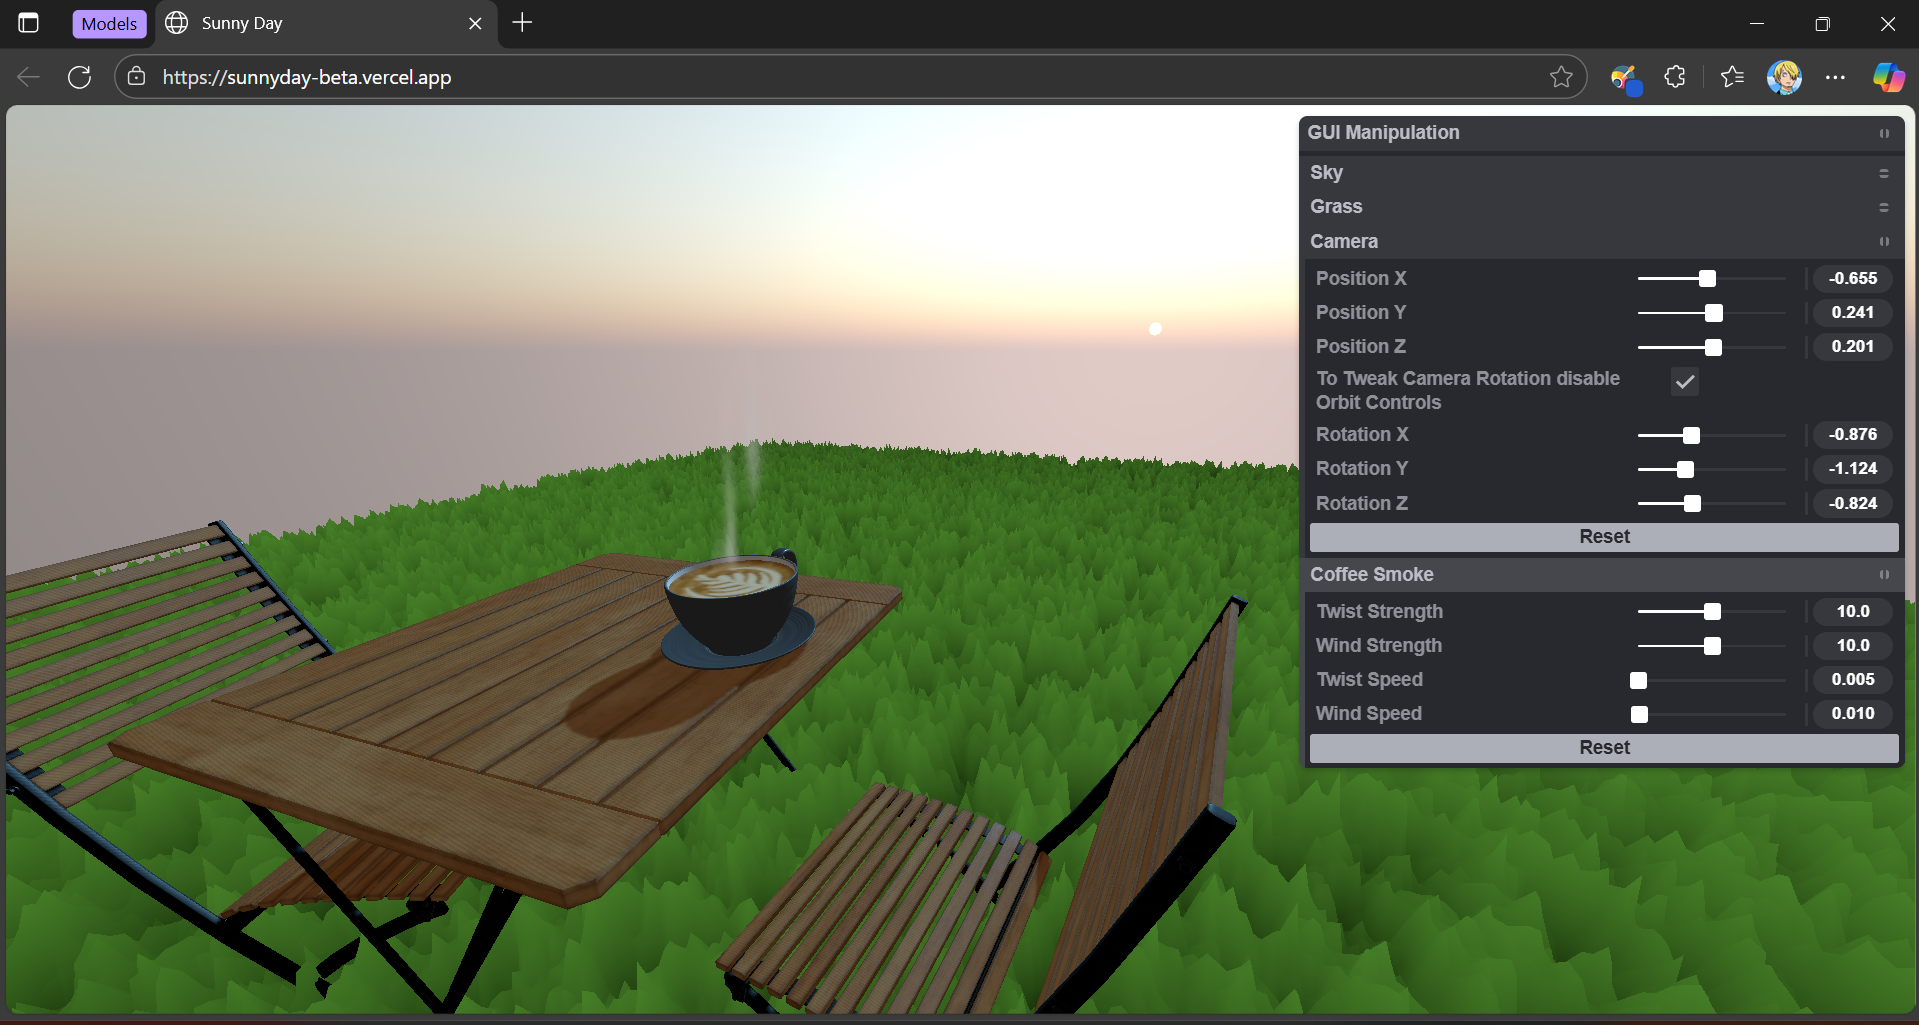 Models
Sunny Day
https://sunnyday-beta.vercel.app
GUI Manipulation
Sky
Grass
Camera
Position X -0.655
Position Y 0.241
Position Z 0.201
To Tweak Camera Rotation disable
Orbit Controls
Rotation X -0.876
Rotation Y -1.124
Rotation Z -0.824
Reset
Coffee Smoke
Twist Strength 10.0
Wind Strength 10.0
Twist Speed 0.005
Wind Speed 0.010
Reset